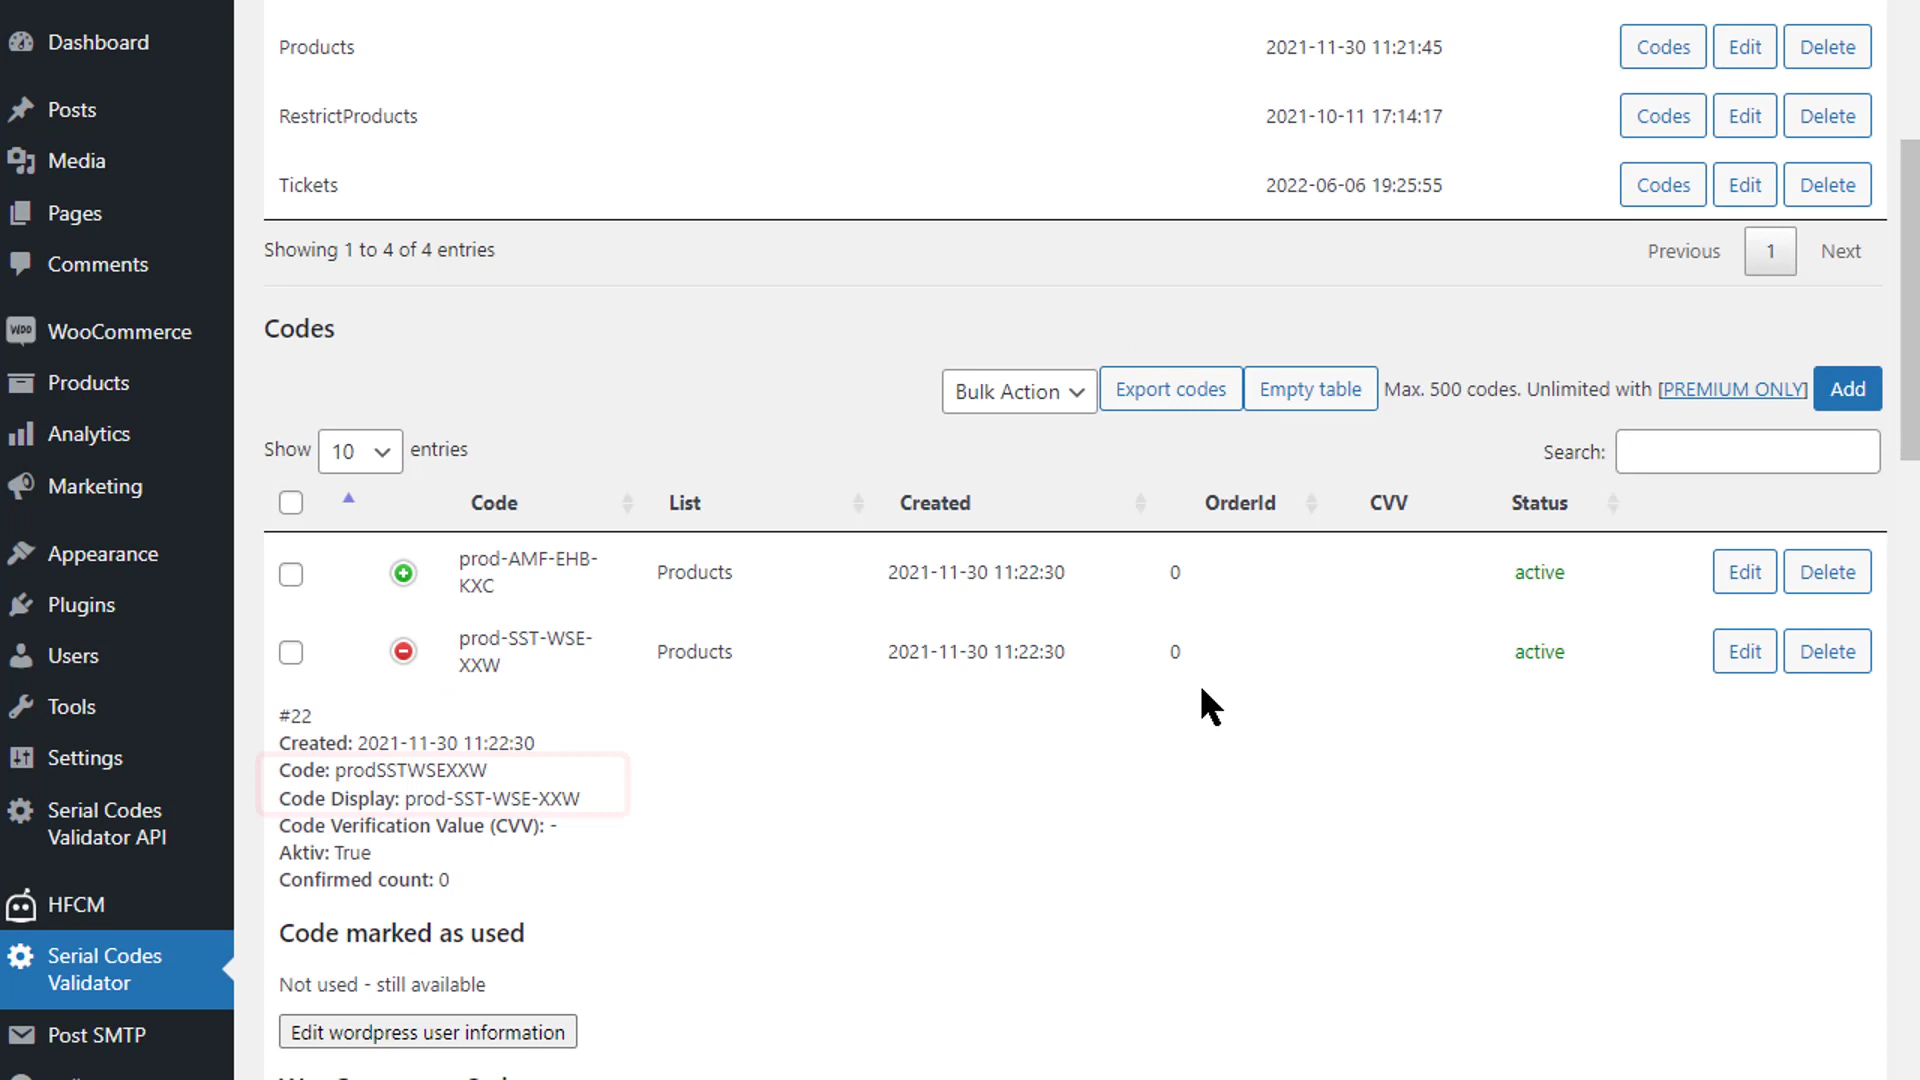 Dashboard
Posts
Media
Pages
Comments
WOO WooCommerce
Products
Analytics
Marketing
Appearance
Plugins
Users
Tools
Settings
Serial Codes
Validator API
HFCM
Serial Codes
Validator
Post SMTP
Products 2021-11-30 11:21:45 Codes Edit Delete
RestrictProducts 2021-10-11 17:14:17 Codes Edit Delete
Tickets 2022-06-06 19:25:55 Codes Edit Delete
Showing 1 to 4 of 4 entries Previous 1 Next
Codes
Bulk Action Export codes Empty table Max. 500 codes. Unlimited with [PREMIUM ONLY] Add
Show 10 entries Search:
Code List Created OrderId CVV Status
prod-AMF-EHB-
KXC Products 2021-11-30 11:22:30 0 active Edit Delete
prod-SST-WSE-
XXW Products 2021-11-30 11:22:30 0 active Edit Delete
#22
Created: 2021-11-30 11:22:30
Code: prodSSTWSEXXW
Code Display: prod-SST-WSE-XXW
Code Verification Value (CVV): -
Aktiv: True
Confirmed count: 0
Code marked as used
Not used - still available
Edit wordpress user information